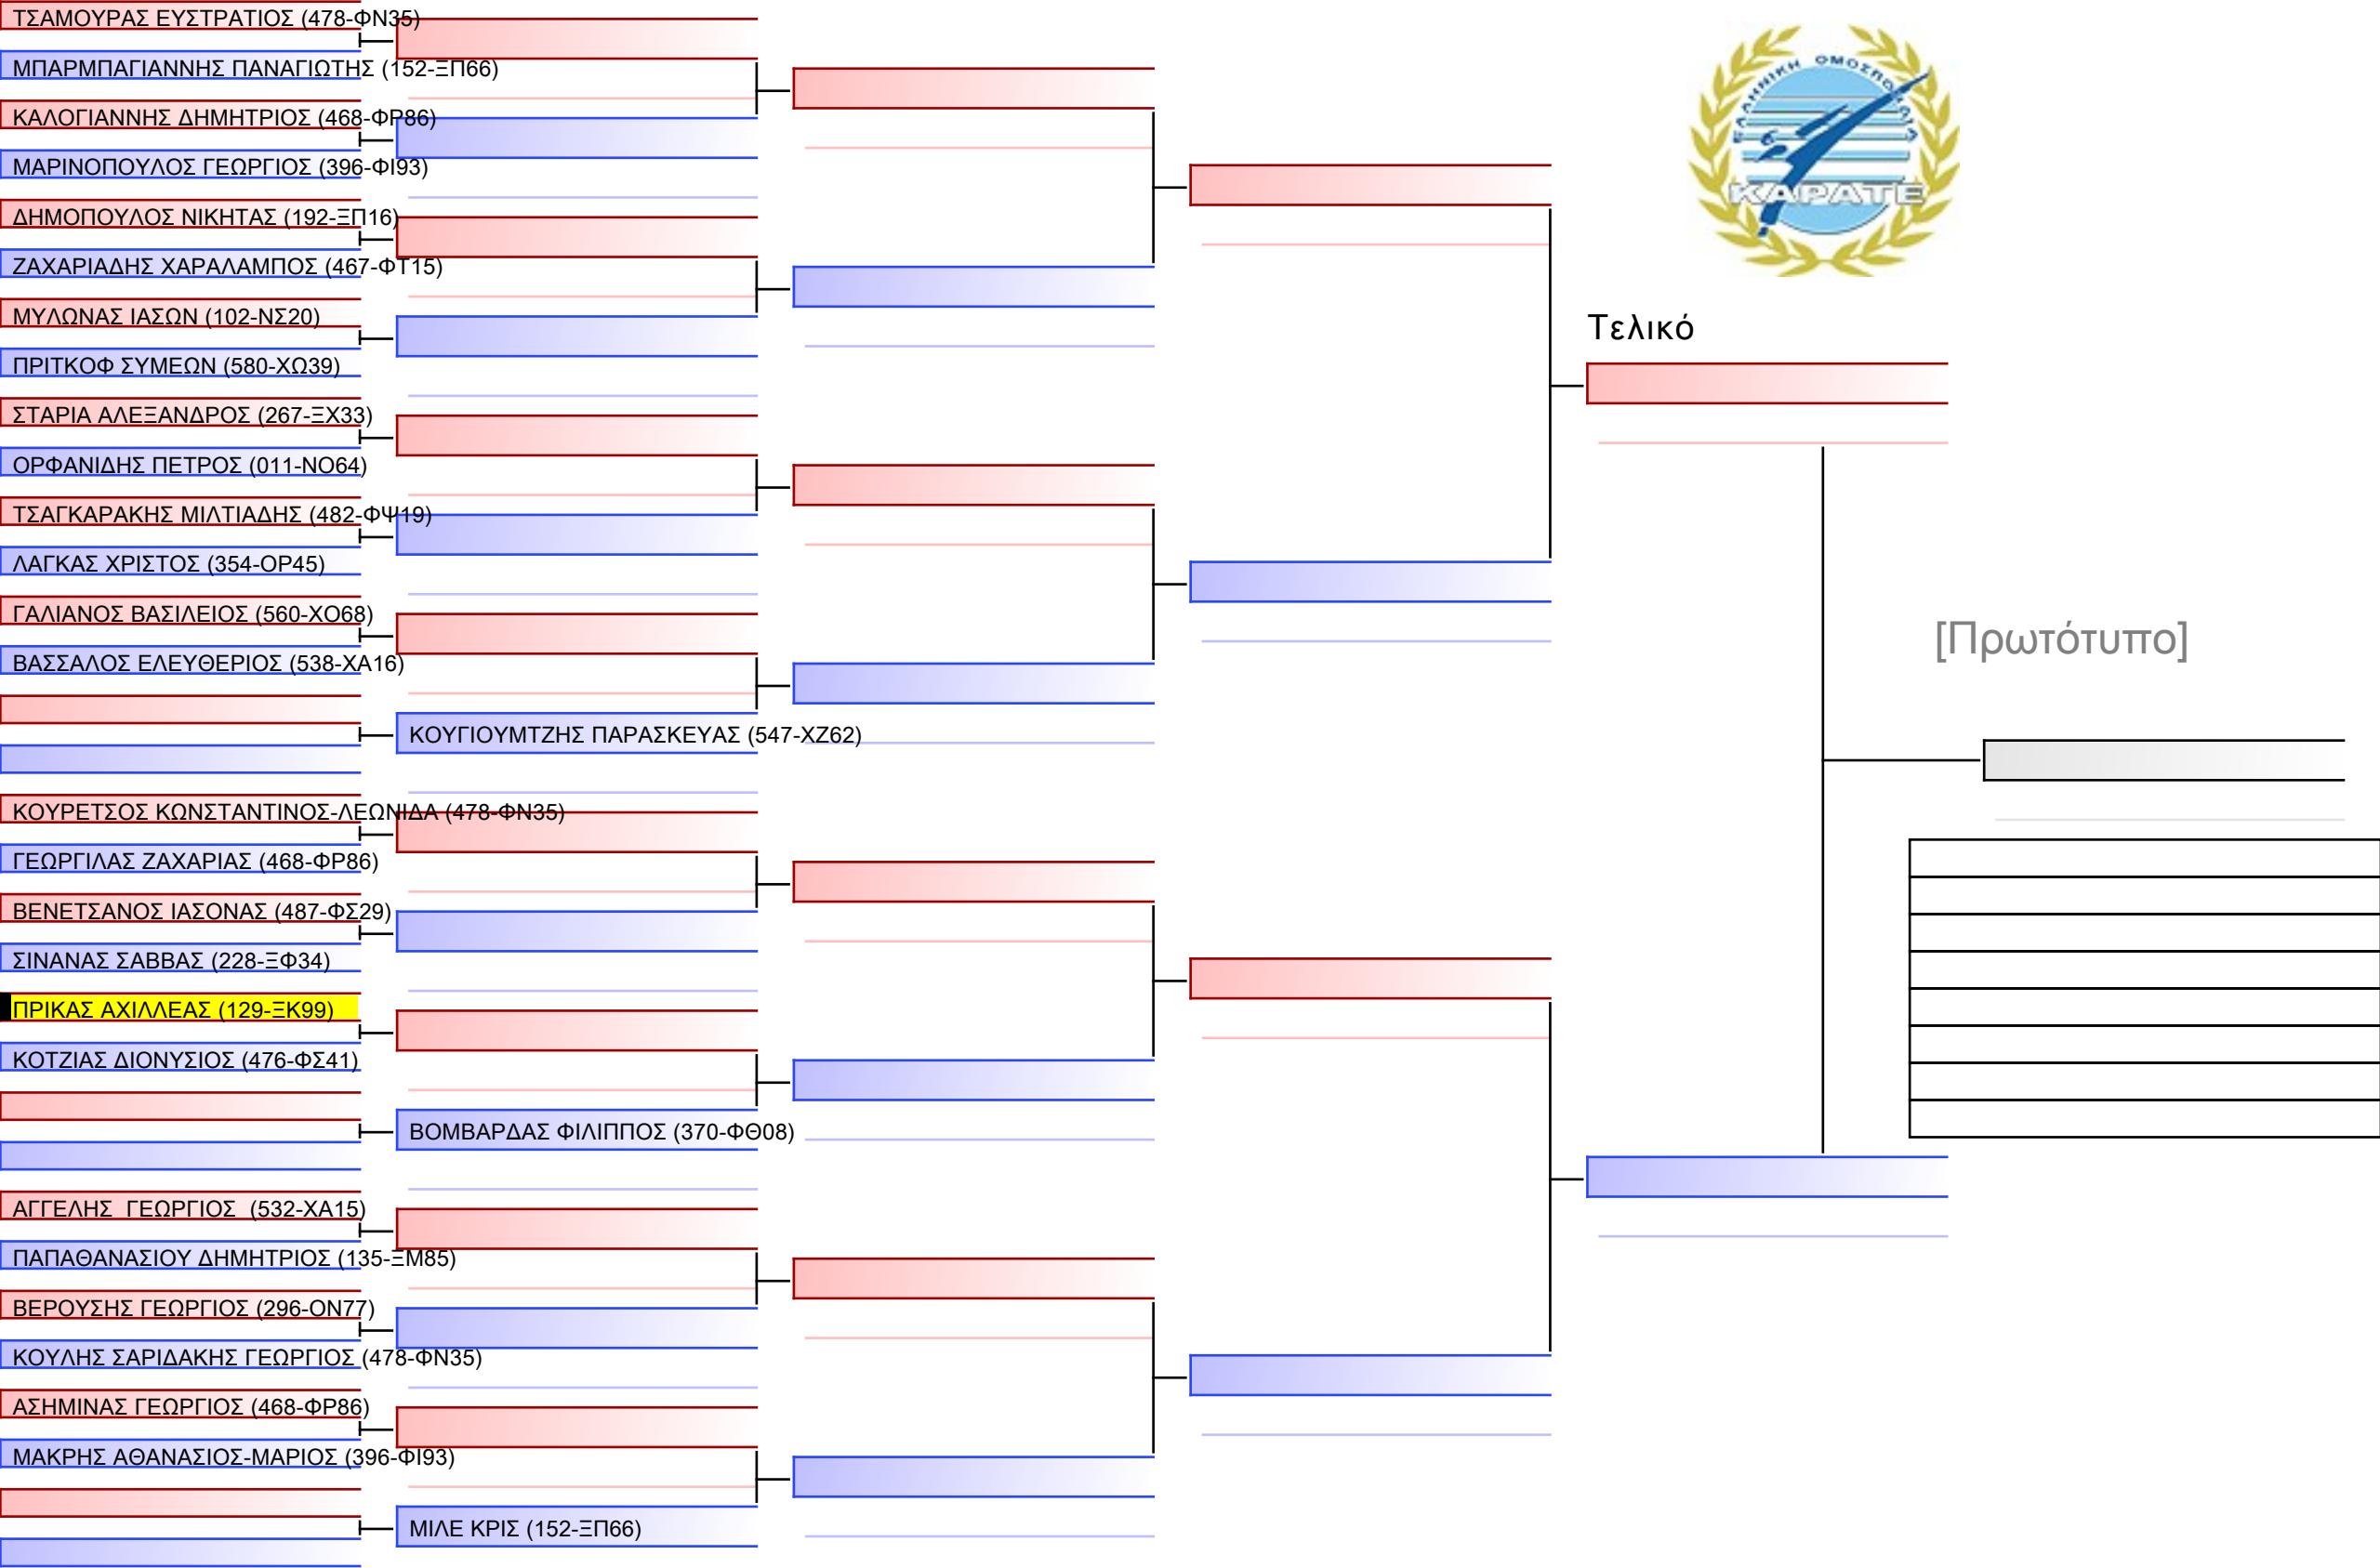 ΤΣΑΜΟΥΡΑΣ ΕΥΣΤΡΑΤΙΟΣ (478-ΦΝ35)
ΜΠΑΡΜΠΑΓΙΑΝΝΗΣ ΠΑΝΑΓΙΩΤΗΣ (152-ΞΠ66)
ΚΑΛΟΓΙΑΝΝΗΣ ΔΗΜΗΤΡΙΟΣ (468-ΦΡ86)
ΜΑΡΙΝΟΠΟΥΛΟΣ ΓΕΩΡΓΙΟΣ (396-ΦΙ93)
ΔΗΜΟΠΟΥΛΟΣ ΝΙΚΗΤΑΣ (192-ΞΠ16)
ΖΑΧΑΡΙΑΔΗΣ ΧΑΡΑΛΑΜΠΟΣ (467-ΦΤ15)
ΜΥΛΩΝΑΣ ΙΑΣΩΝ (102-ΝΣ20)
ΠΡΙΤΚΟΦ ΣΥΜΕΩΝ (580-ΧΩ39)
ΣΤΑΡΙΑ ΑΛΕΞΑΝΔΡΟΣ (267-ΞΧ33)
ΟΡΦΑΝΙΔΗΣ ΠΕΤΡΟΣ (011-ΝΟ64)
ΤΣΑΓΚΑΡΑΚΗΣ ΜΙΛΤΙΑΔΗΣ (482-ΦΨ19)
ΛΑΓΚΑΣ ΧΡΙΣΤΟΣ (354-ΟΡ45)
ΓΑΛΙΑΝΟΣ ΒΑΣΙΛΕΙΟΣ (560-ΧΟ68)
ΒΑΣΣΑΛΟΣ ΕΛΕΥΘΕΡΙΟΣ (538-ΧΑ16)
ΚΟΥΓΙΟΥΜΤΖΗΣ ΠΑΡΑΣΚΕΥΑΣ (547-ΧΖ62)
ΚΟΥΡΕΤΣΟΣ ΚΩΝΣΤΑΝΤΙΝΟΣ-ΛΕΩΝΙΔΑ (478-ΦΝ35)
ΓΕΩΡΓΙΛΑΣ ΖΑΧΑΡΙΑΣ (468-ΦΡ86)
ΒΕΝΕΤΣΑΝΟΣ ΙΑΣΟΝΑΣ (487-ΦΣ29)
ΣΙΝΑΝΑΣ ΣΑΒΒΑΣ (228-ΞΦ34)
ΠΡΙΚΑΣ ΑΧΙΛΛΕΑΣ (129-ΞΚ99)
ΚΟΤΖΙΑΣ ΔΙΟΝΥΣΙΟΣ (476-ΦΣ41)
ΒΟΜΒΑΡΔΑΣ ΦΙΛΙΠΠΟΣ (370-ΦΘ08)
ΑΓΓΕΛΗΣ  ΓΕΩΡΓΙΟΣ  (532-ΧΑ15)
ΠΑΠΑΘΑΝΑΣΙΟΥ ΔΗΜΗΤΡΙΟΣ (135-ΞΜ85)
ΒΕΡΟΥΣΗΣ ΓΕΩΡΓΙΟΣ (296-ΟΝ77)
ΚΟΥΛΗΣ ΣΑΡΙΔΑΚΗΣ ΓΕΩΡΓΙΟΣ (478-ΦΝ35)
ΑΣΗΜΙΝΑΣ ΓΕΩΡΓΙΟΣ (468-ΦΡ86)
ΜΑΚΡΗΣ ΑΘΑΝΑΣΙΟΣ-ΜΑΡΙΟΣ (396-ΦΙ93)
ΜΙΛΕ ΚΡΙΣ (152-ΞΠ66)
ΕΛΛΗΝΙΚΗ ΟΜΟΣΠΟΝΔΙΑ
ΚΑΡΑΤΕ
Τελικό
[Πρωτότυπο]